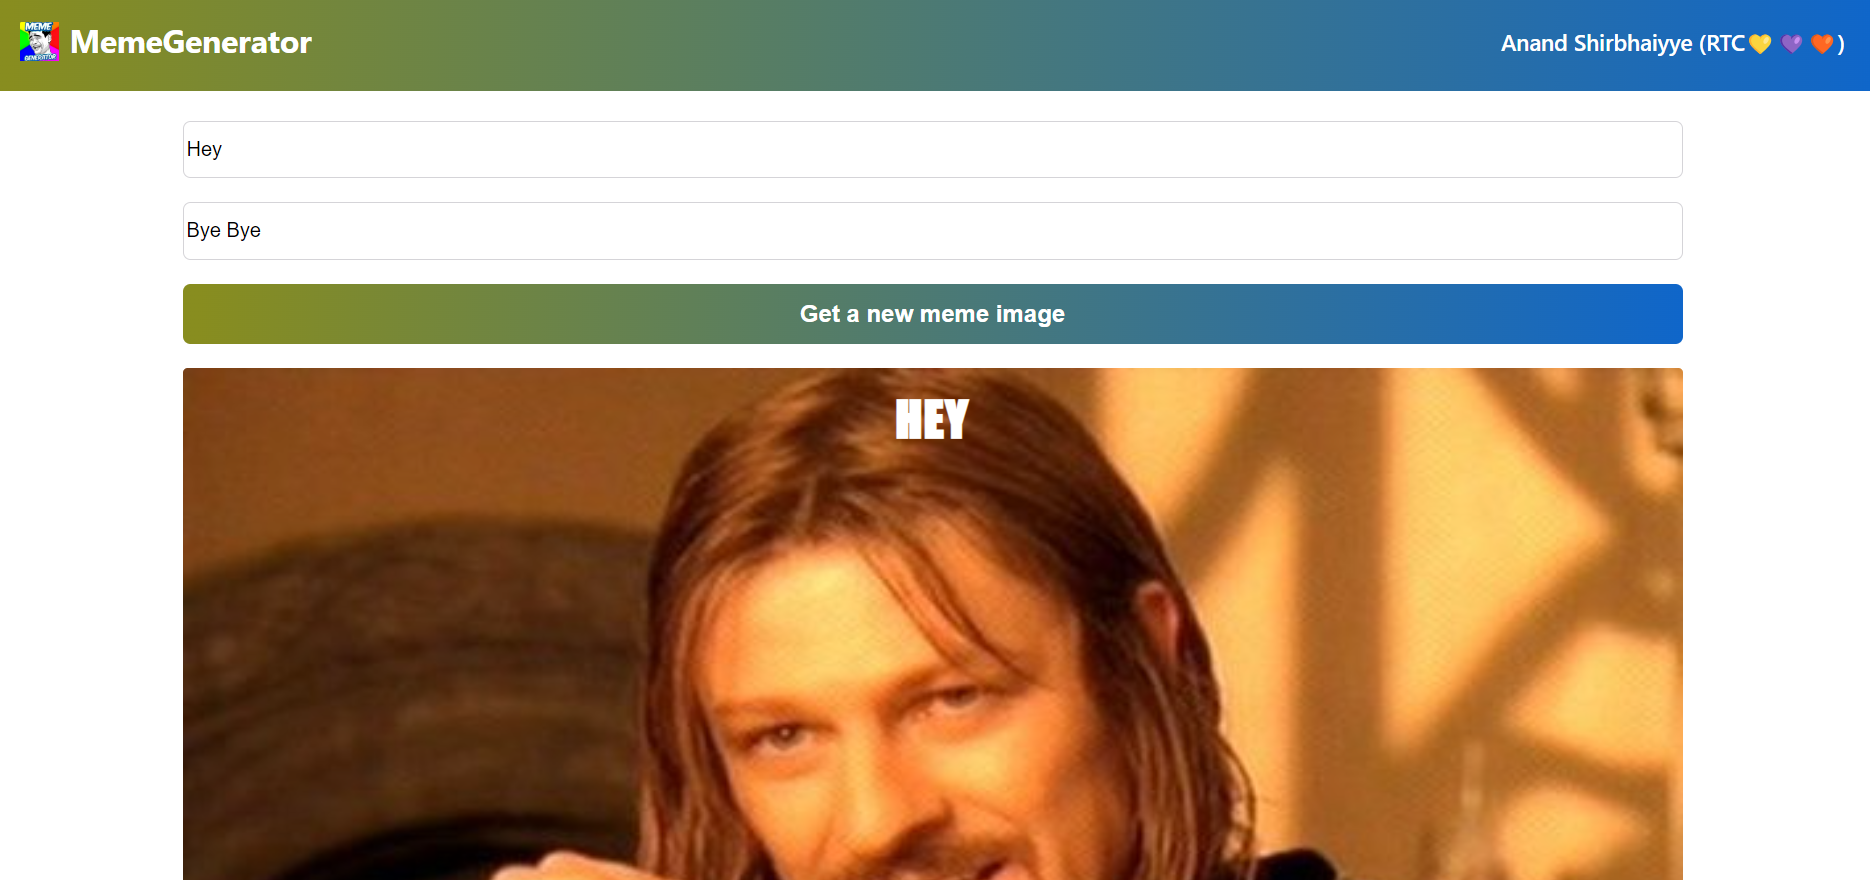 MEME
GENERATOR
MemeGenerator
Anand Shirbhaiyye (RTC💛 💜 🧡)
Hey
Bye Bye
Get a new meme image
HEY